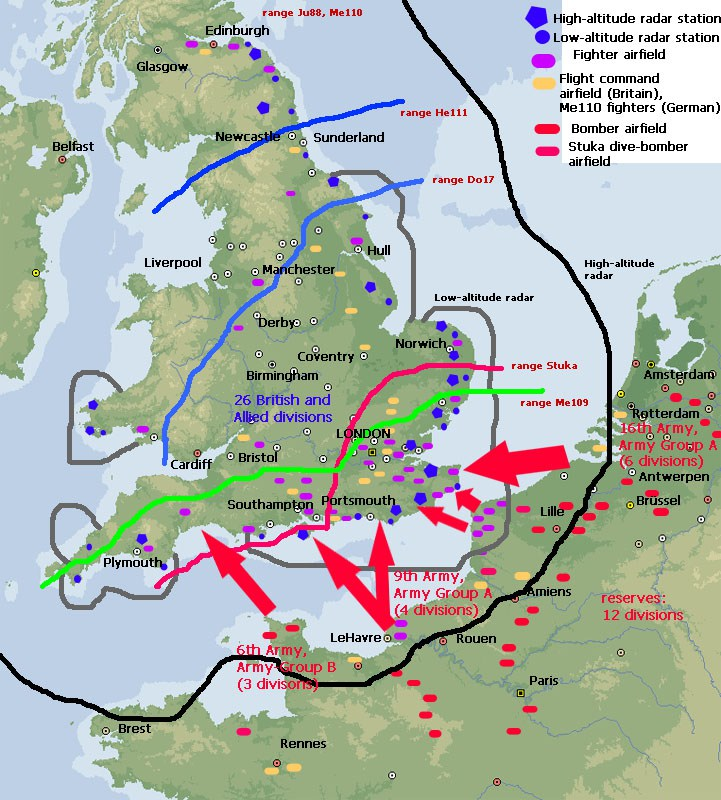 range Ju88, Me110
High-altitude radar station
Low-altitude radar station
Fighter airfield
Flight command
airfield (Britain),
Me110 fighters (German)
Bomber airfield
Stuka dive-bomber
airfield
Edinburgh
Glasgow
range He111
Newcastle
Sunderland
Belfast
range Do17
Hull
Liverpool
Manchester
High-altitude
radar
Low-altitude radar
Derby
Norwich
Coventry
range Stuka
Birmingham
Amsterdam
26 British and
Allied divisions
range Me109
Rotterdam
LONDON
16th Army,
Army Group A
(6 divisions)
Bristol
Cardiff
Antwerpen
Southampton
Portsmouth
Brüssel
Lille
Plymouth
9th Army,
Army Group A
(4 divisions)
Amiens
reserves:
12 divisions
LeHavre
Rouen
6th Army,
Army-Group B
(3 divisons)
Paris
Brest
Rennes